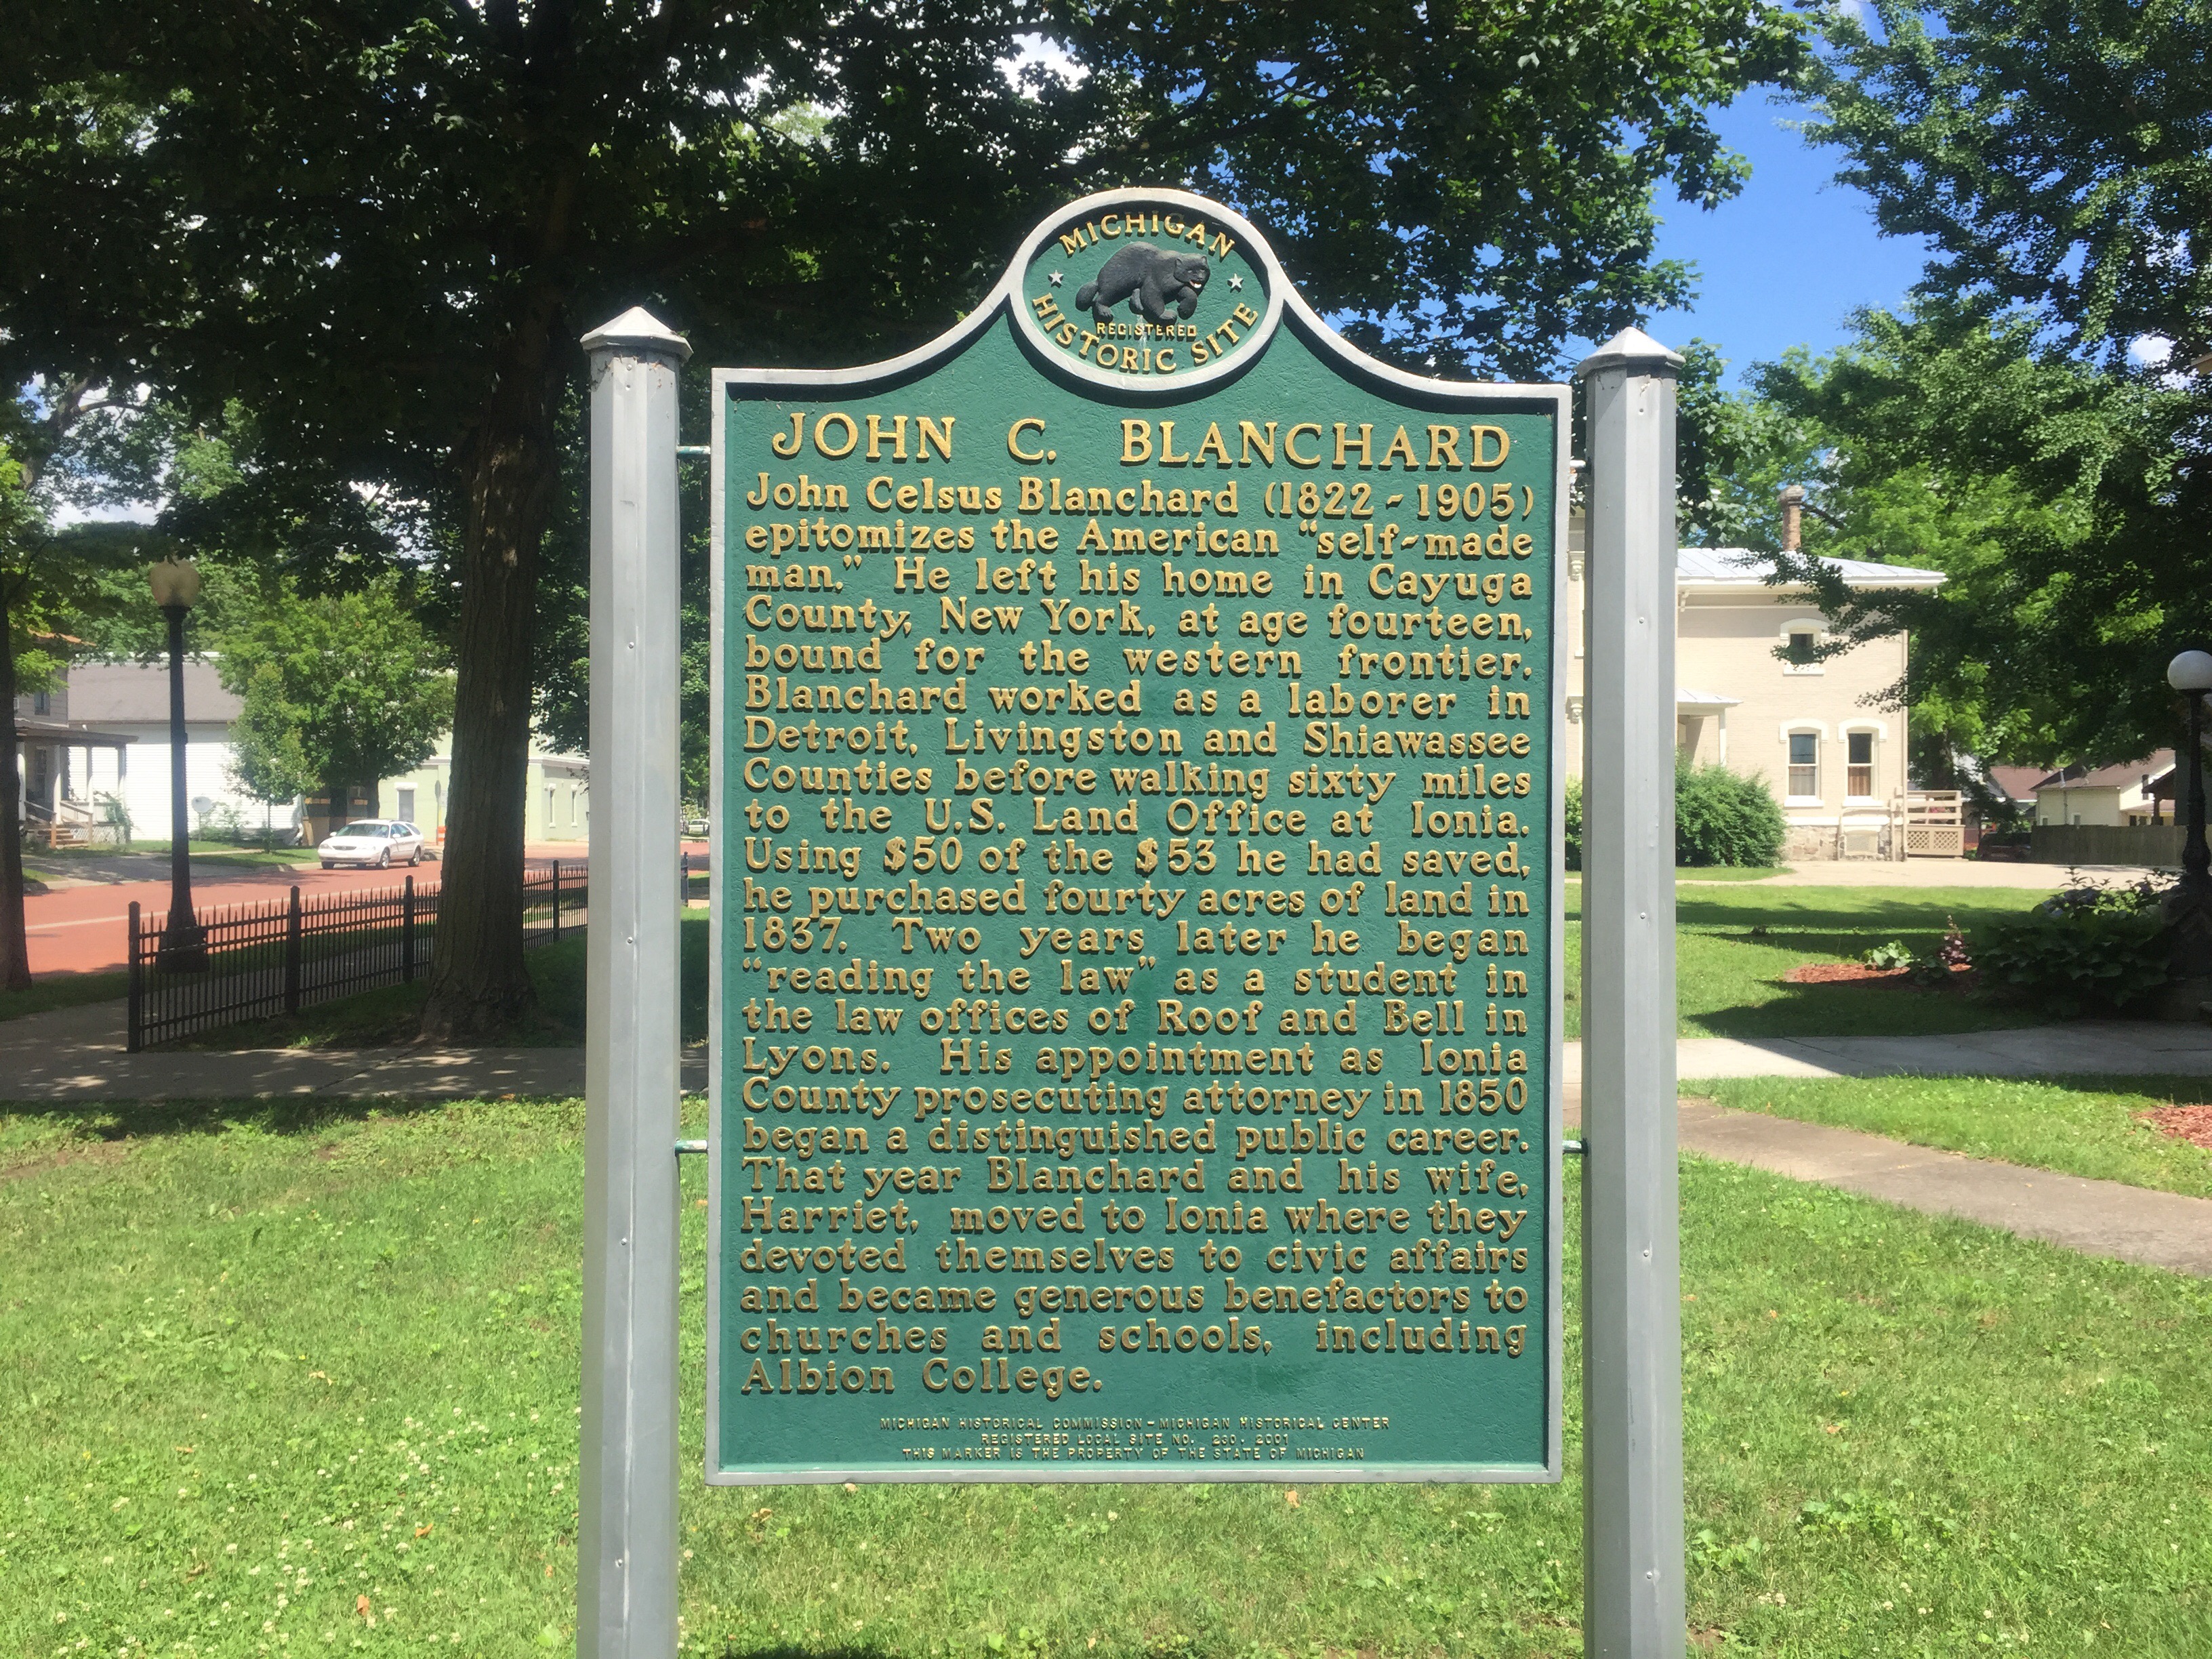 MICHIGAN
REGISTERED
HISTORIC SITE
JOHN C. BLANCHARD
John Celsus Blanchard (1822-1905)
epitomizes the American “self-made
man.” He left his home in Cayuga
County, New York, at age fourteen,
bound for the western frontier.
Blanchard worked as a laborer in
Detroit, Livingston and Shiawassee
Counties before walking sixty miles
to the U.S. Land Office at Ionia.
Using $50 of the $53 he had saved,
he purchased fourty acres of land in
1837. Two years later he began
“reading the law” as a student in
the law offices of Roof and Bell in
Lyons. His appointment as Ionia
County prosecuting attorney in 1850
began a distinguished public career.
That year Blanchard and his wife,
Harriet, moved to Ionia where they
devoted themselves to civic affairs
and became generous benefactors to
churches and schools, including
Albion College.
MICHIGAN HISTORICAL COMMISSION-MICHIGAN HISTORICAL CENTER
REGISTERED LOCAL SITE NO. 230, 2001
THIS MARKER IS THE PROPERTY OF THE STATE OF MICHIGAN